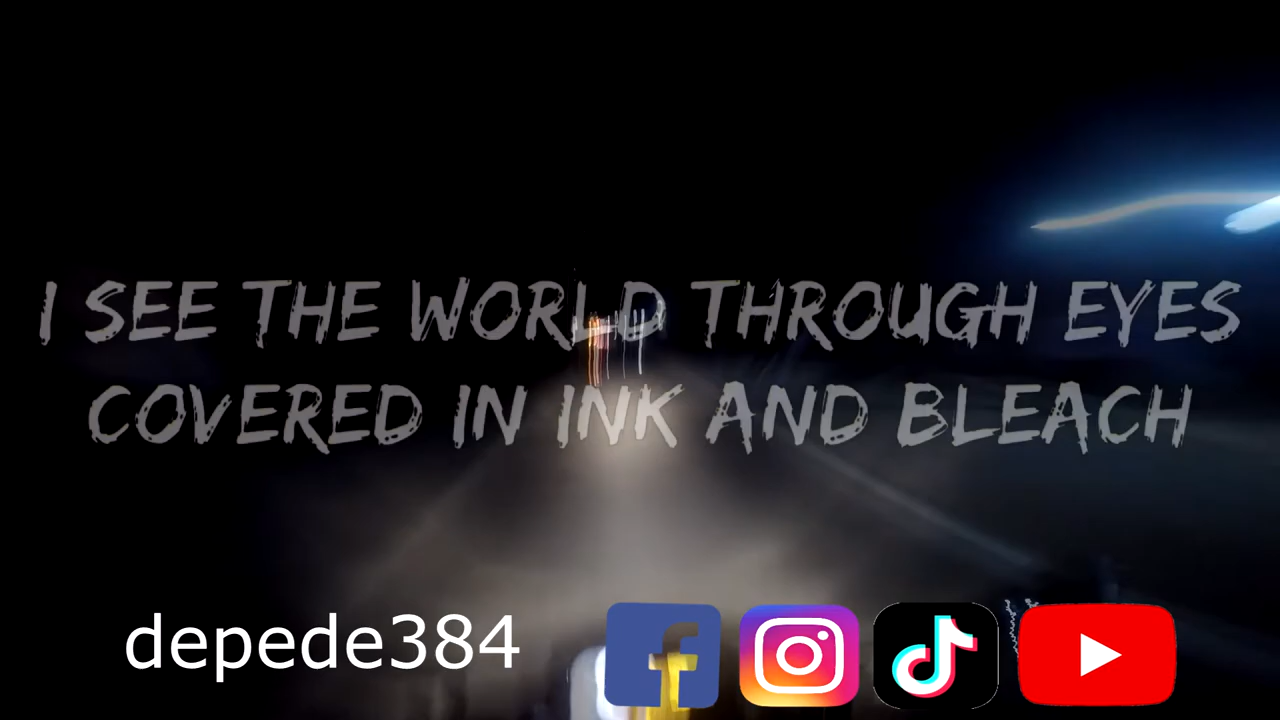 I SEE THE WORLD THROUGH EYES
COVERED IN INK AND BLEACH
depede384